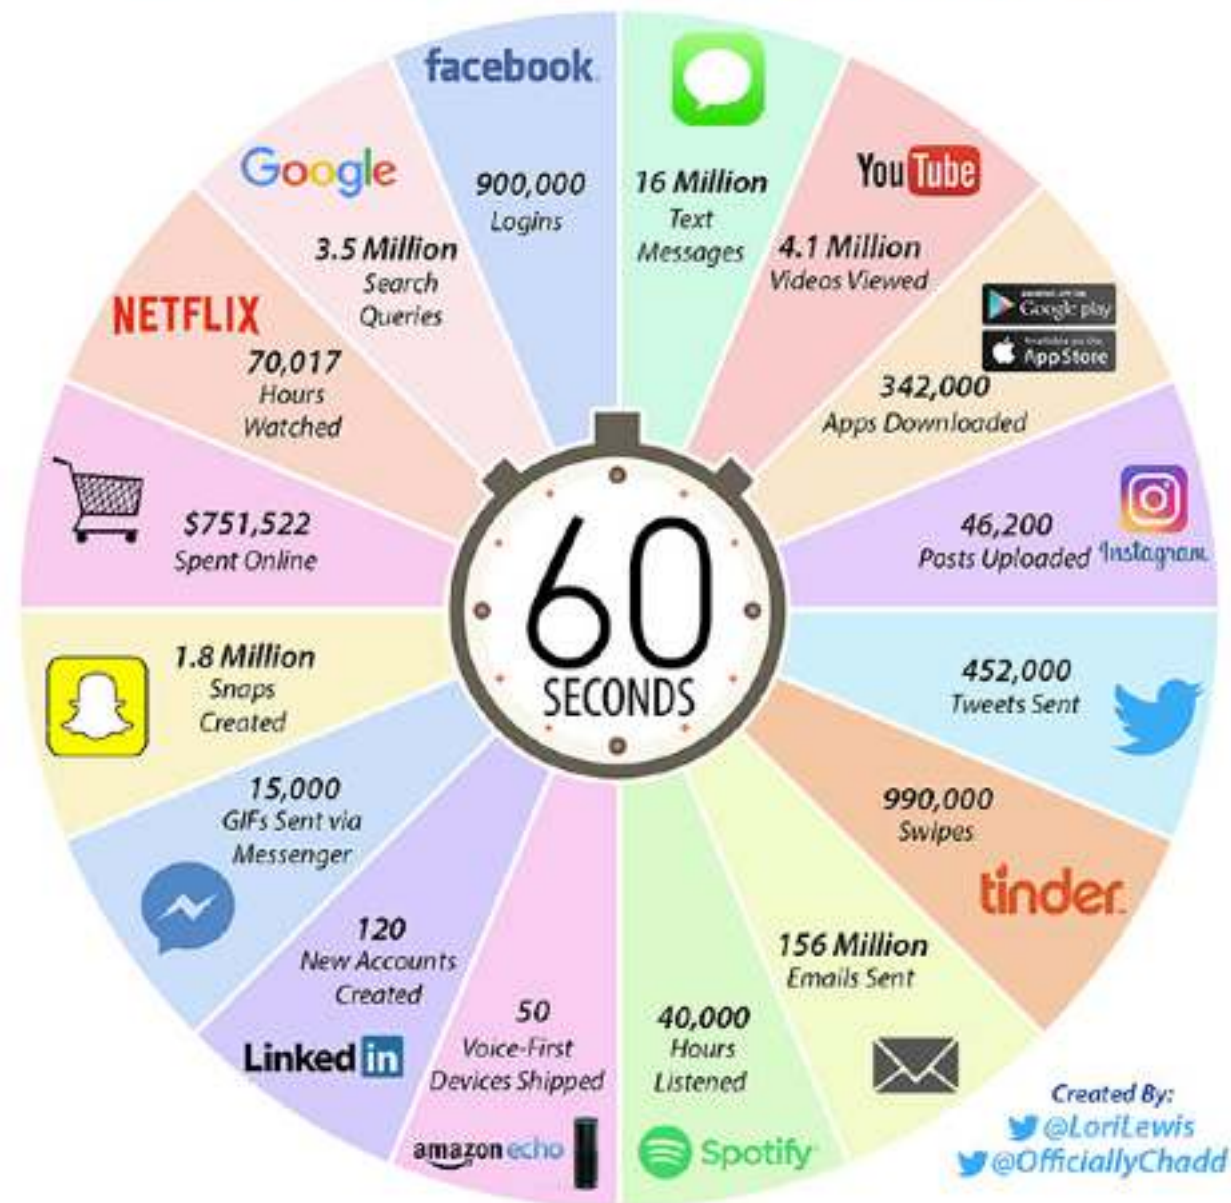 facebook
900,000
Logins
16 Million
Text
Messages
YouTube
4.1 Million
Videos Viewed
Google play
Available on the
App Store
342,000
Apps Downloaded
46,200
Posts Uploaded
Instagram
452,000
Tweets Sent
990,000
Swipes
tinder
156 Million
Emails Sent
40,000
Hours
Listened
Spotify
50
Voice-First
Devices Shipped
amazon echo
120
New Accounts
Created
Linked in
15,000
GIFs Sent via
Messenger
1.8 Million
Snaps
Created
$751,522
Spent Online
NETFLIX
70,017
Hours
Watched
Google
3.5 Million
Search
Queries
60
SECONDS
Created By:
@LoriLewis
@OfficiallyChadd